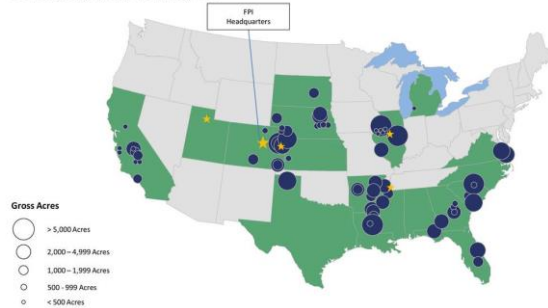 FPI
Headquarters
Gross Acres
> 5,000 Acres
2,000 – 4,999 Acres
1,000 – 1,999 Acres
500 - 999 Acres
< 500 Acres